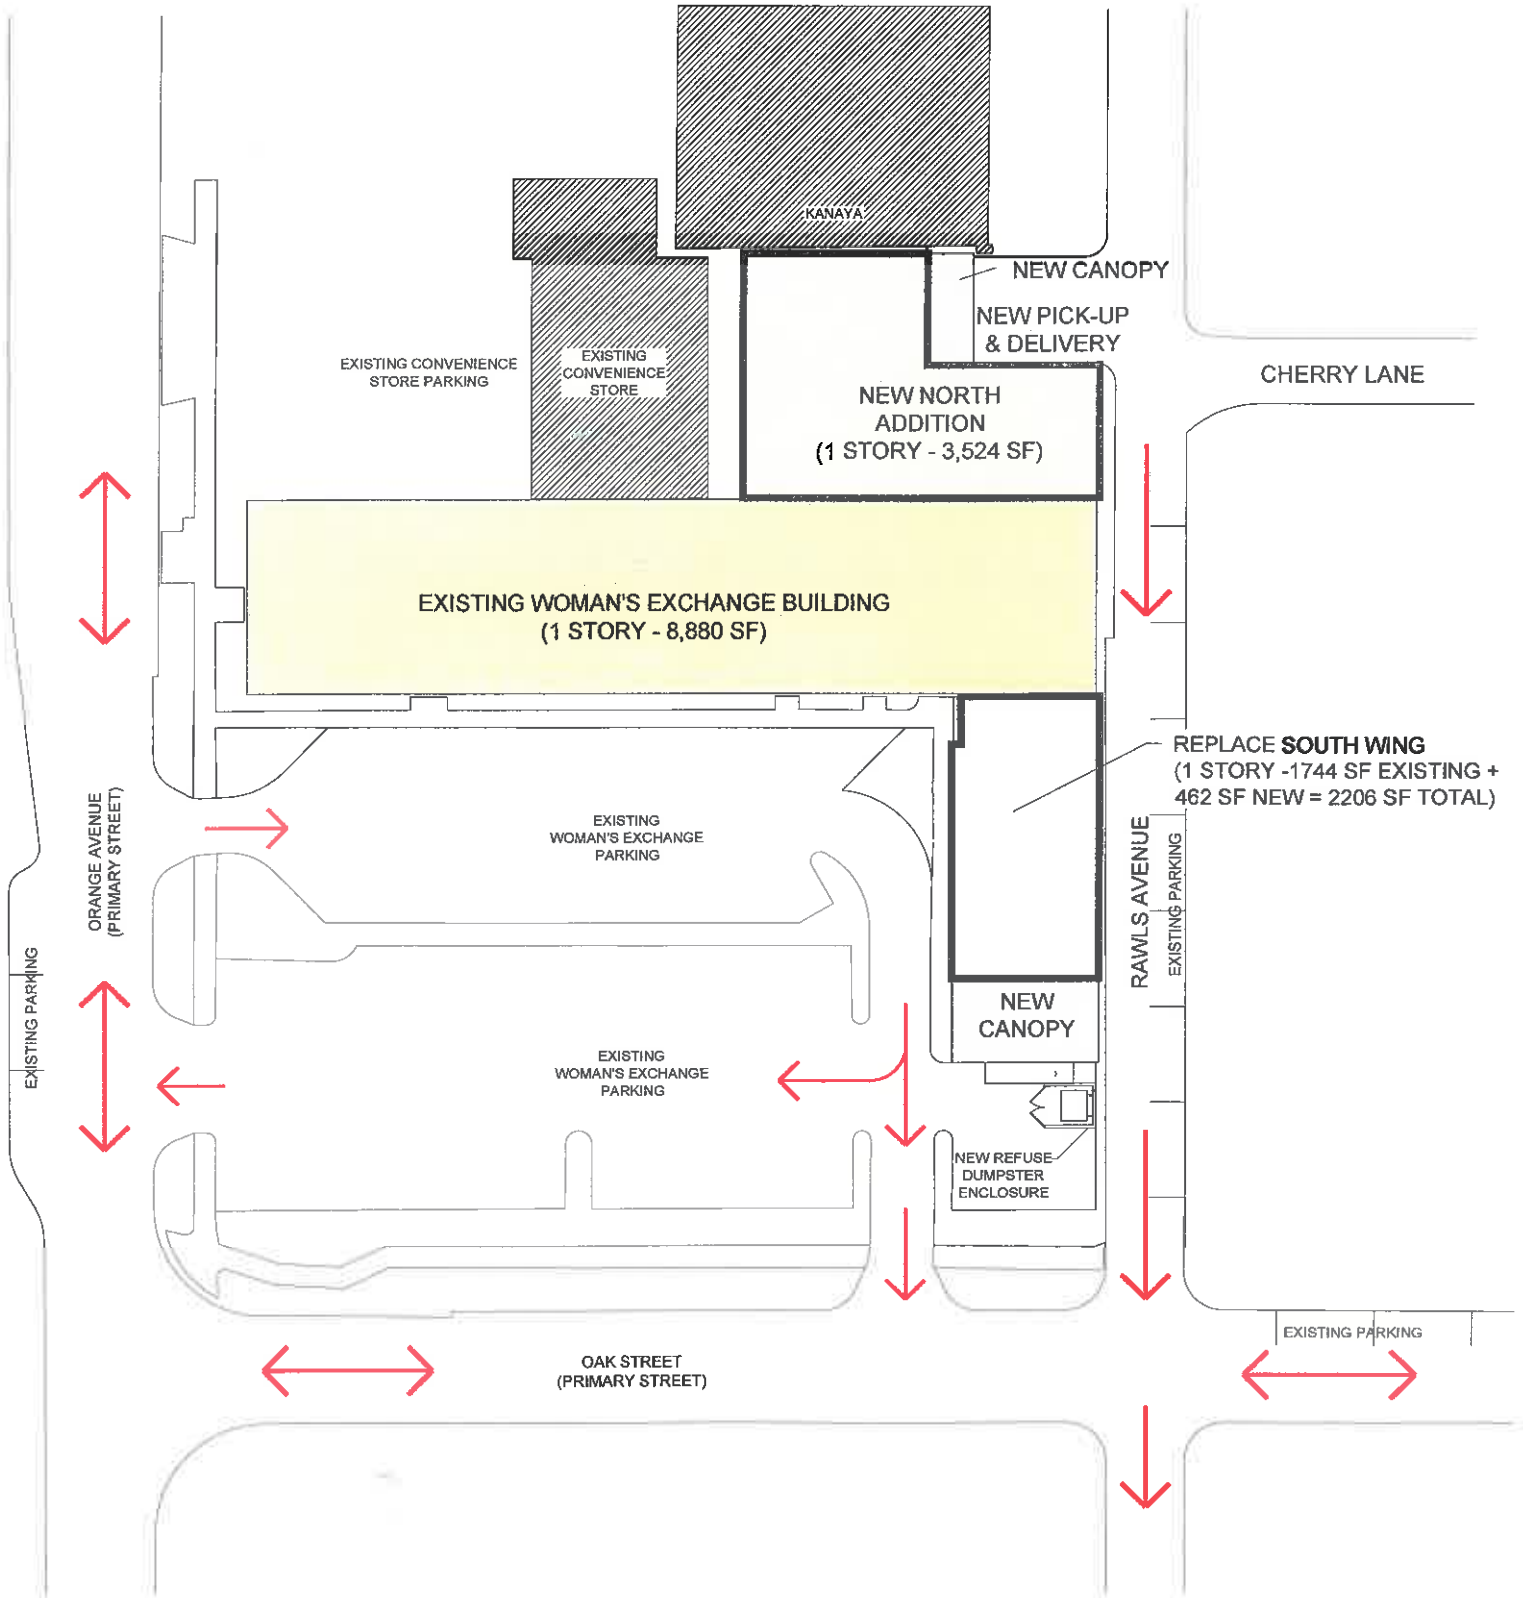 KANAYA
NEW CANOPY
NEW PICK-UP
& DELIVERY
EXISTING CONVENIENCE
STORE PARKING
EXISTING
CONVENIENCE
STORE
CHERRY LANE
NEW NORTH
ADDITION
(1 STORY - 3,524 SF)
EXISTING WOMAN'S EXCHANGE BUILDING
(1 STORY - 8,880 SF)
REPLACE SOUTH WING
(1 STORY -1744 SF EXISTING +
462 SF NEW = 2206 SF TOTAL)
ORANGE AVENUE
(PRIMARY STREET)
EXISTING
WOMAN'S EXCHANGE
PARKING
RAWLS AVENUE
EXISTING PARKING
EXISTING PARKING
NEW
CANOPY
EXISTING
WOMAN'S EXCHANGE
PARKING
NEW REFUSE
DUMPSTER
ENCLOSURE
EXISTING PARKING
OAK STREET
(PRIMARY STREET)